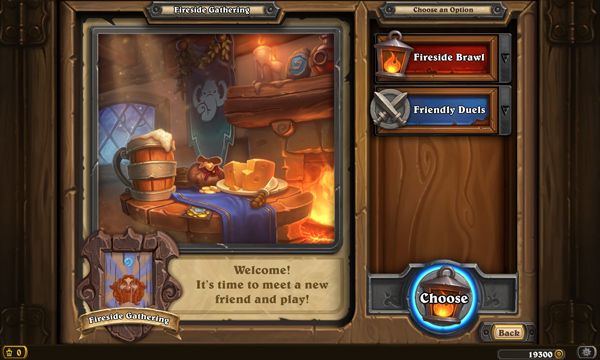 Fireside Gathering
Choose an Option
Fireside Brawl
Friendly Duels
Welcome!
It's time to meet a new
friend and play!
Fireside Gathering
Choose
Back
0
19300